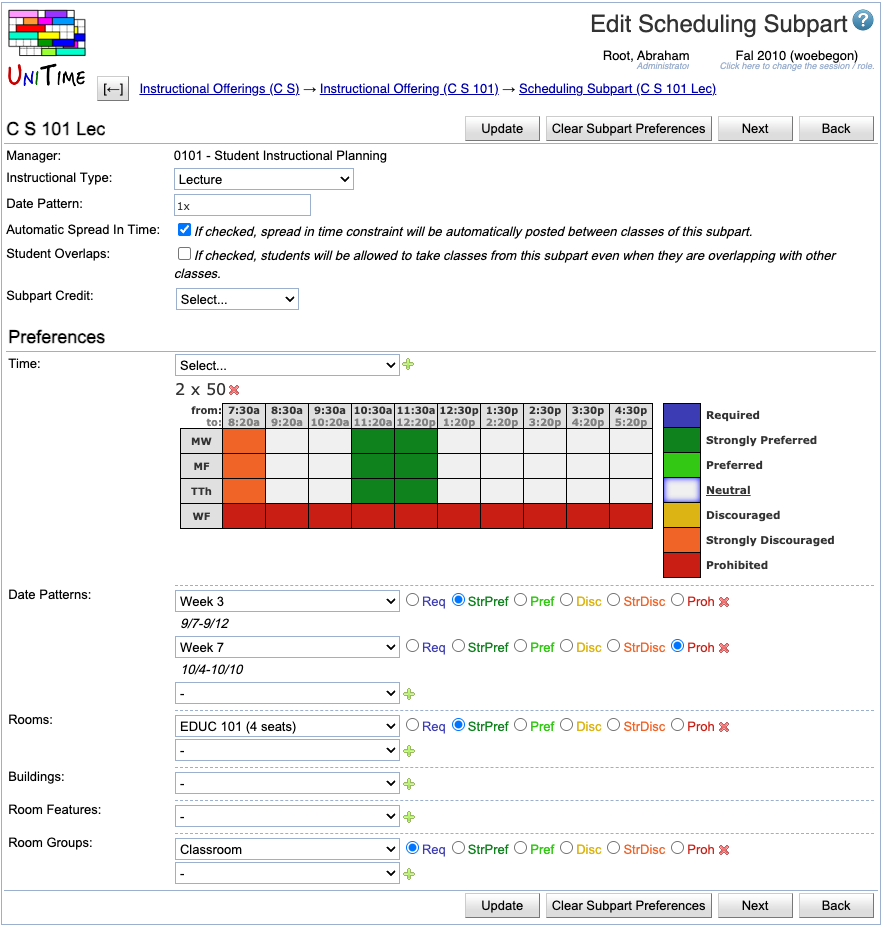 UNITIME
Edit Scheduling Subpart ?
Root, Abraham Fal 2010 (woebegon)
Administrator Click here to change the session / role.
[←] Instructional Offerings (C S) → Instructional Offering (C S 101) → Scheduling Subpart (C S 101 Lec)
C S 101 Lec Update Clear Subpart Preferences Next Back
Manager: 0101 - Student Instructional Planning
Instructional Type: Lecture
Date Pattern: 1x
Automatic Spread In Time: If checked, spread in time constraint will be automatically posted between classes of this subpart.
Student Overlaps: If checked, students will be allowed to take classes from this subpart even when they are overlapping with other
classes.
Subpart Credit: Select...
Preferences
Time: Select...
2 x 50
from: 7:30a 8:30a 9:30a 10:30a 11:30a 12:30p 1:30p 2:30p 3:30p 4:30p
to: 8:20a 9:20a 10:20a 11:20a 12:20p 1:20p 2:20p 3:20p 4:20p 5:20p
MW
MF
TTh
WF
Required
Strongly Preferred
Preferred
Neutral
Discouraged
Strongly Discouraged
Prohibited
Date Patterns: Week 3 Req StrPref Pref Disc StrDisc Proh
9/7-9/12
Week 7 Req StrPref Pref Disc StrDisc Proh
10/4-10/10
-
Rooms: EDUC 101 (4 seats) Req StrPref Pref Disc StrDisc Proh
-
Buildings: -
Room Features: -
Room Groups: Classroom Req StrPref Pref Disc StrDisc Proh
-
Update Clear Subpart Preferences Next Back